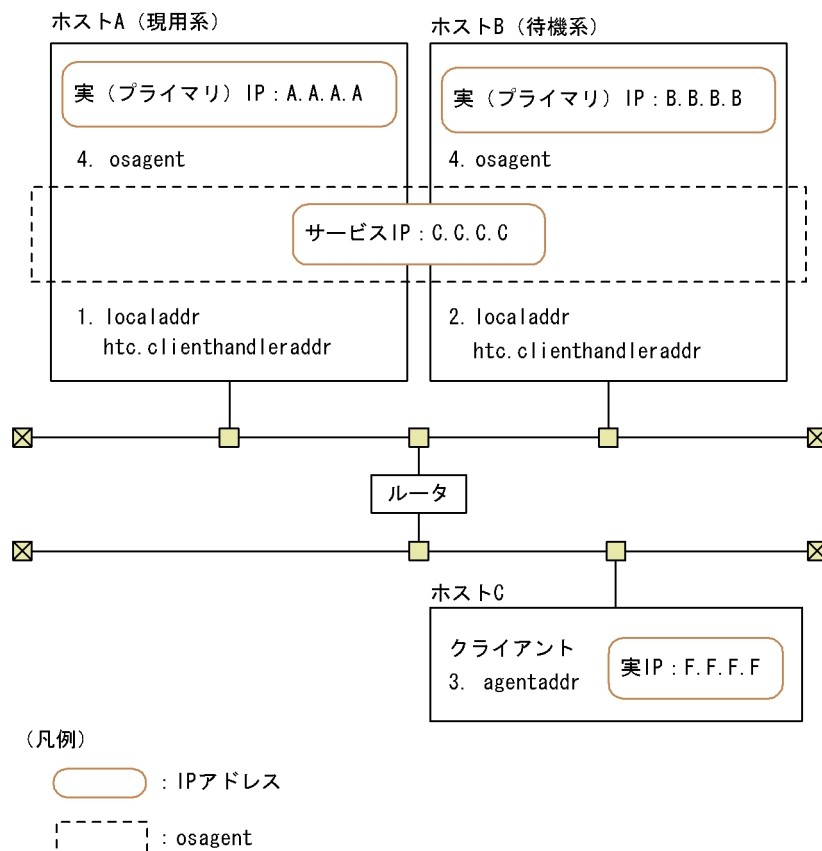 ホストA（現用系）
ホストB（待機系）
実（プライマリ）IP：A.A.A.A
実（プライマリ）IP：B.B.B.B
4. osagent
4. osagent
サービスIP：C.C.C.C
1. localaddr
htc.clienthandleraddr
2. localaddr
htc.clienthandleraddr
ルータ
ホストC
クライアント
3. agentaddr
実IP：F.F.F.F
（凡例）
：IPアドレス
：osagent